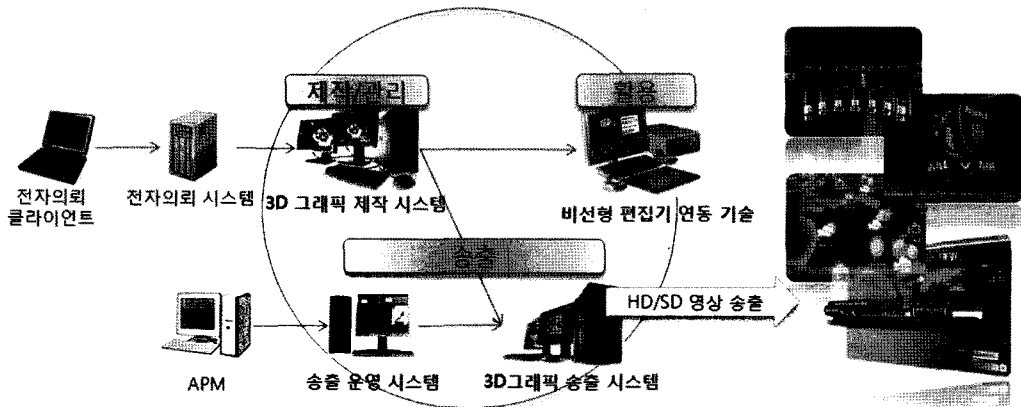 제작/관리
활용
전자의뢰
클라이언트
전자의뢰 시스템
3D 그래픽 제작 시스템
비선형 편집기 연동 기술
송출
HD/SD 영상 송출
APM
송출 운영 시스템
3D그래픽 송출 시스템